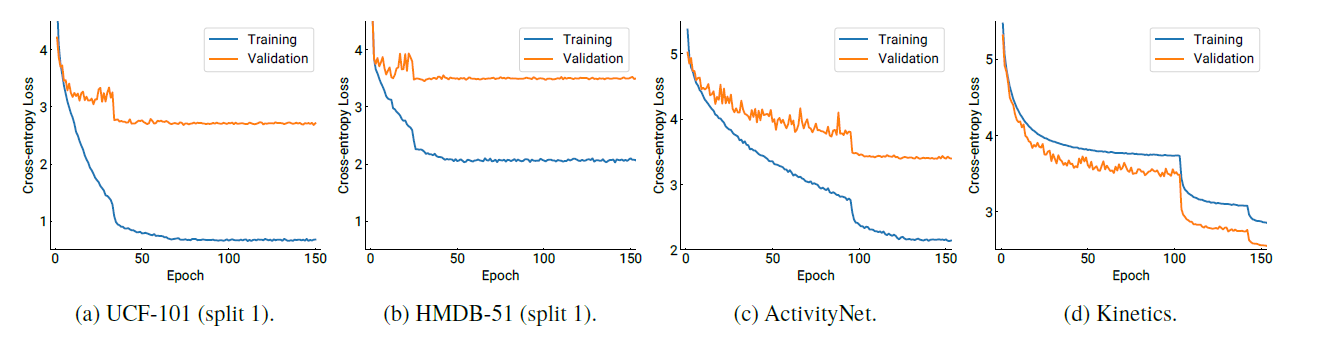 Cross-entropy Loss
4
3
2
1
0
50
100
150
Epoch
Training
Validation
(a) UCF-101 (split 1).
Cross-entropy Loss
4
3
2
1
0
50
100
150
Epoch
Training
Validation
(b) HMDB-51 (split 1).
Cross-entropy Loss
5
4
3
2
0
50
100
150
Epoch
Training
Validation
(c) ActivityNet.
Cross-entropy Loss
5
4
3
0
50
100
150
Epoch
Training
Validation
(d) Kinetics.